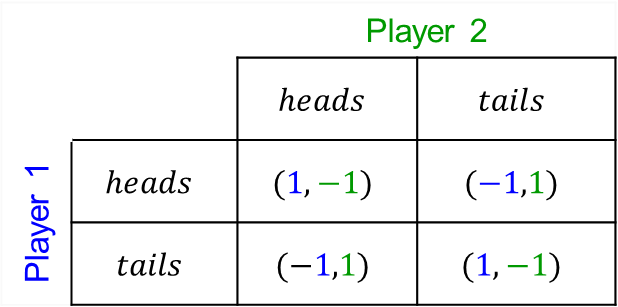 Player 2
heads tails
Player 1
heads (1, −1) (−1,1)
tails (−1,1) (1, −1)